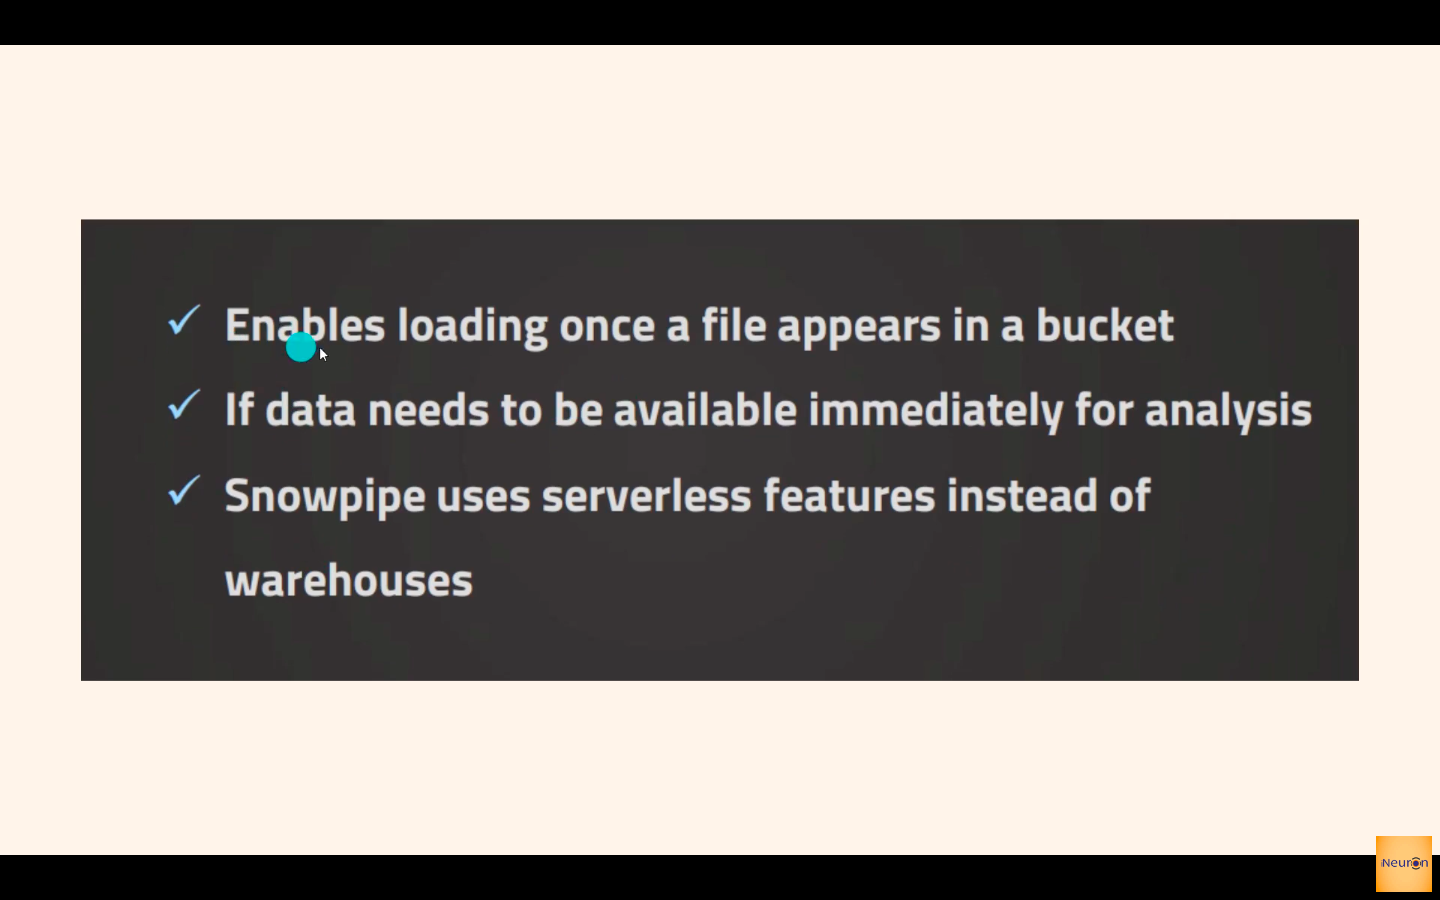 Enables loading once a file appears in a bucket
If data needs to be available immediately for analysis
Snowpipe uses serverless features instead of
warehouses
iNeuron